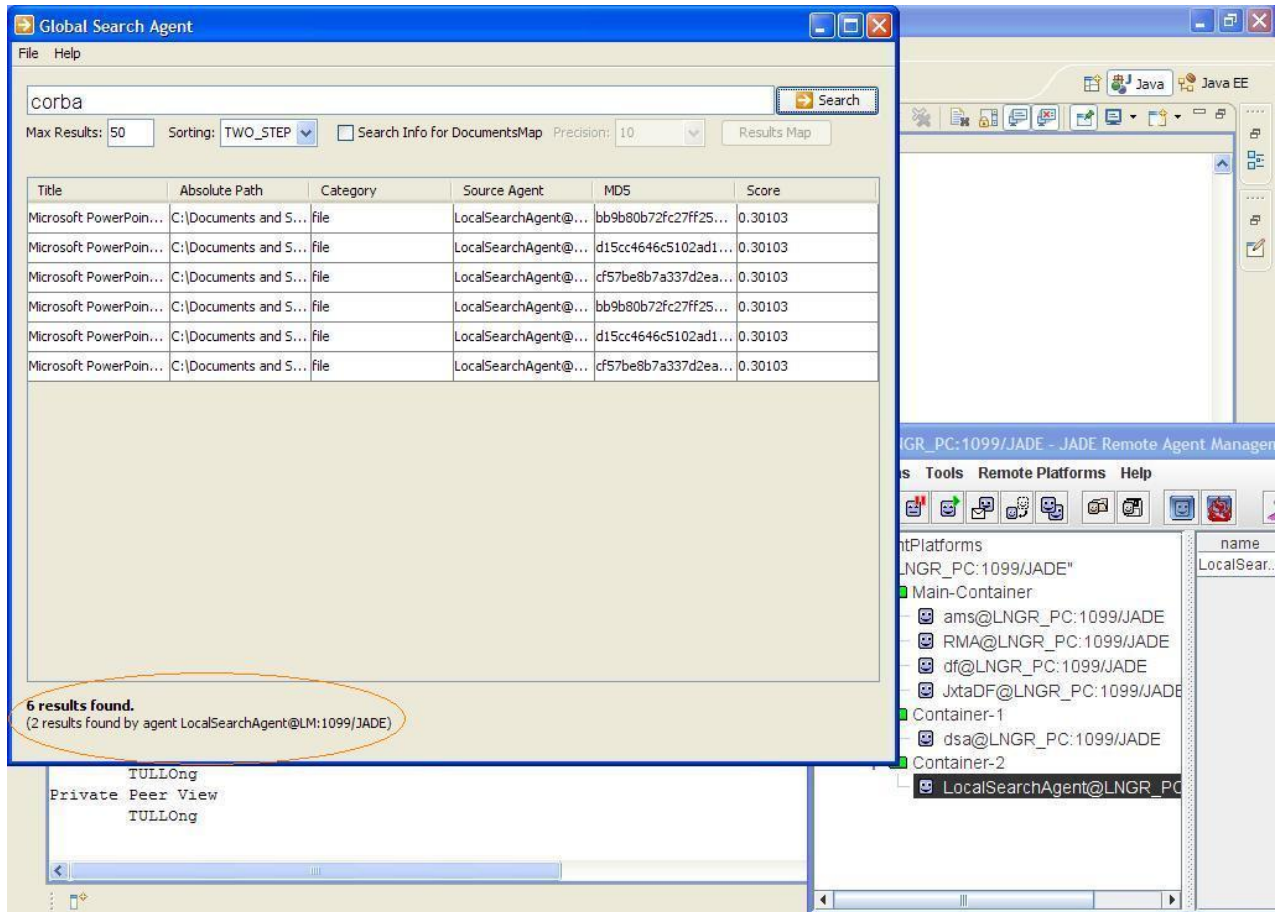 Global Search Agent
File Help
corba
Search
Max Results: 50 Sorting: TWO_STEP Search Info for DocumentsMap Precision: 10 Results Map
Title Absolute Path Category Source Agent MD5 Score
Microsoft PowerPoin... C:\Documents and S... file LocalSearchAgent@... bb9b80b72fc27ff25... 0.30103
Microsoft PowerPoin... C:\Documents and S... file LocalSearchAgent@... d15cc4646c5102ad1... 0.30103
Microsoft PowerPoin... C:\Documents and S... file LocalSearchAgent@... cf57be8b7a337d2ea... 0.30103
Microsoft PowerPoin... C:\Documents and S... file LocalSearchAgent@... bb9b80b72fc27ff25... 0.30103
Microsoft PowerPoin... C:\Documents and S... file LocalSearchAgent@... d15cc4646c5102ad1... 0.30103
Microsoft PowerPoin... C:\Documents and S... file LocalSearchAgent@... cf57be8b7a337d2ea... 0.30103
6 results found.
(2 results found by agent LocalSearchAgent@LM:1099/JADE)
Java Java EE
NGR_PC:1099/JADE - JADE Remote Agent Managem
ns Tools Remote Platforms Help
ntPlatforms
LNGR_PC:1099/JADE"
Main-Container
ams@LNGR_PC:1099/JADE
RMA@LNGR_PC:1099/JADE
df@LNGR_PC:1099/JADE
JxtaDF@LNGR_PC:1099/JADE
Container-1
dsa@LNGR_PC:1099/JADE
Container-2
LocalSearchAgent@LNGR_PC
name
LocalSear...
TULLOng
Private Peer View
TULLOng